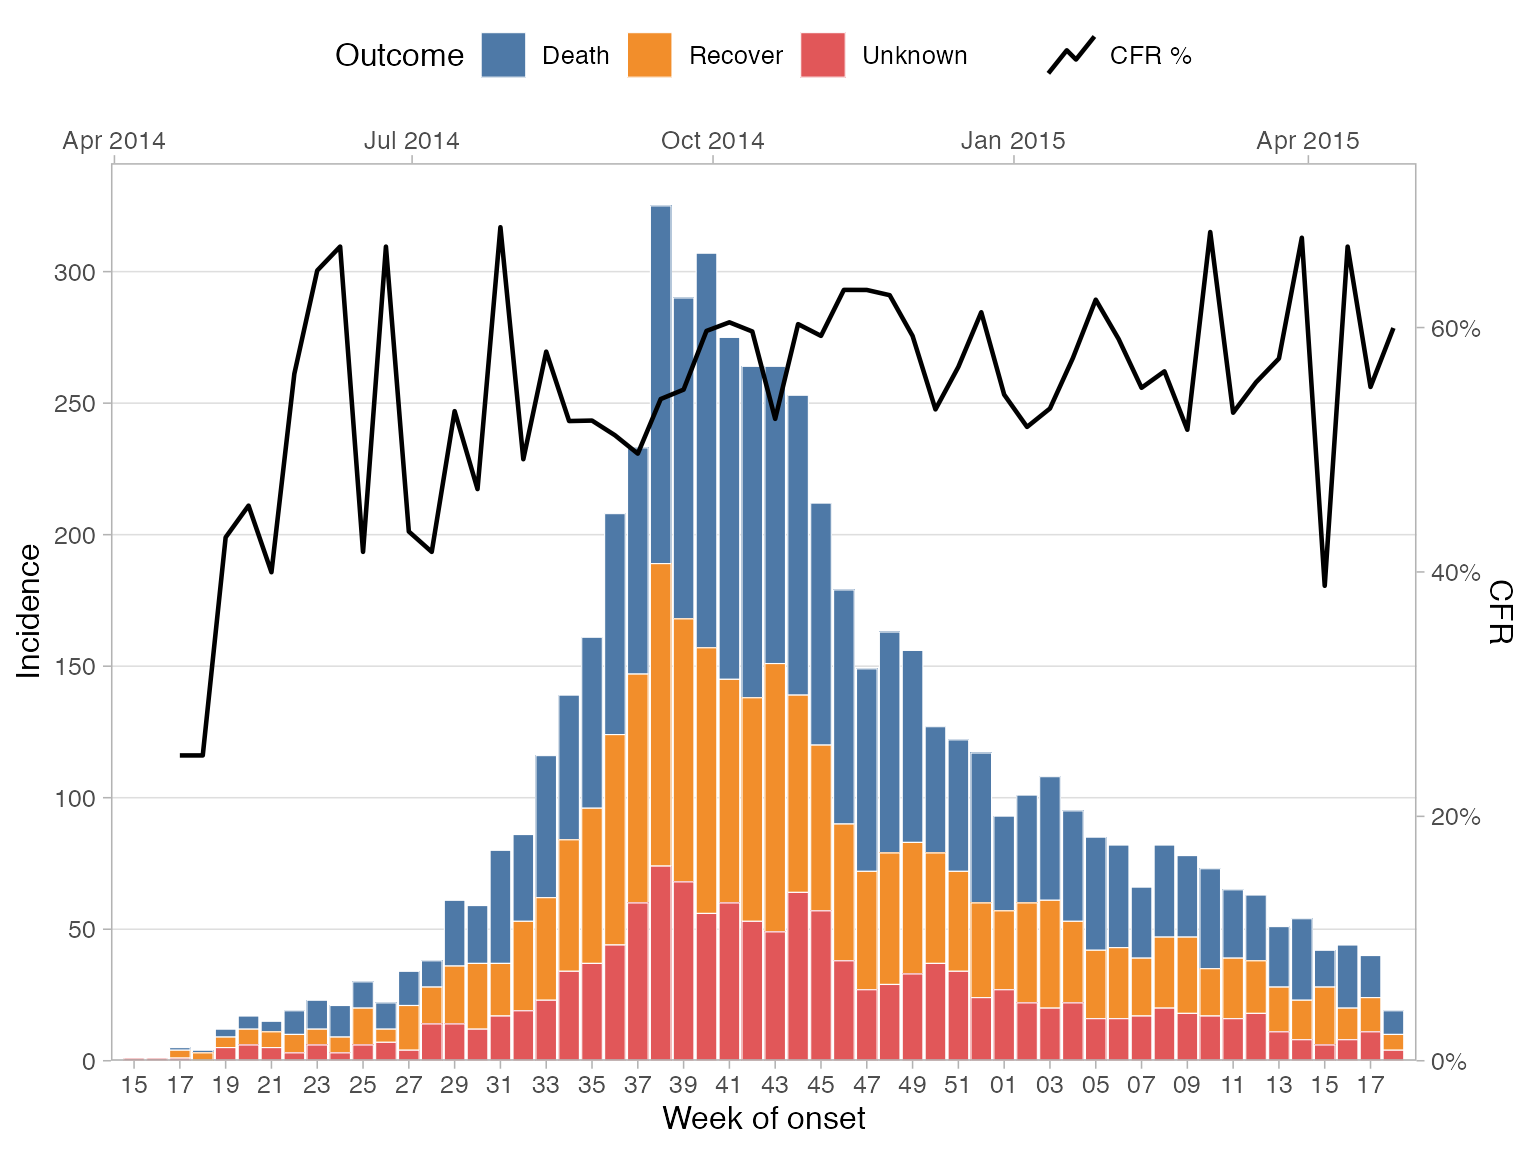 Outcome Death Recover Unknown CFR %
Apr 2014 Jul 2014 Oct 2014 Jan 2015 Apr 2015
300
250
200
150
100
50
0
Incidence
60%
40%
20%
0%
CFR
15 17 19 21 23 25 27 29 31 33 35 37 39 41 43 45 47 49 51 01 03 05 07 09 11 13 15 17
Week of onset